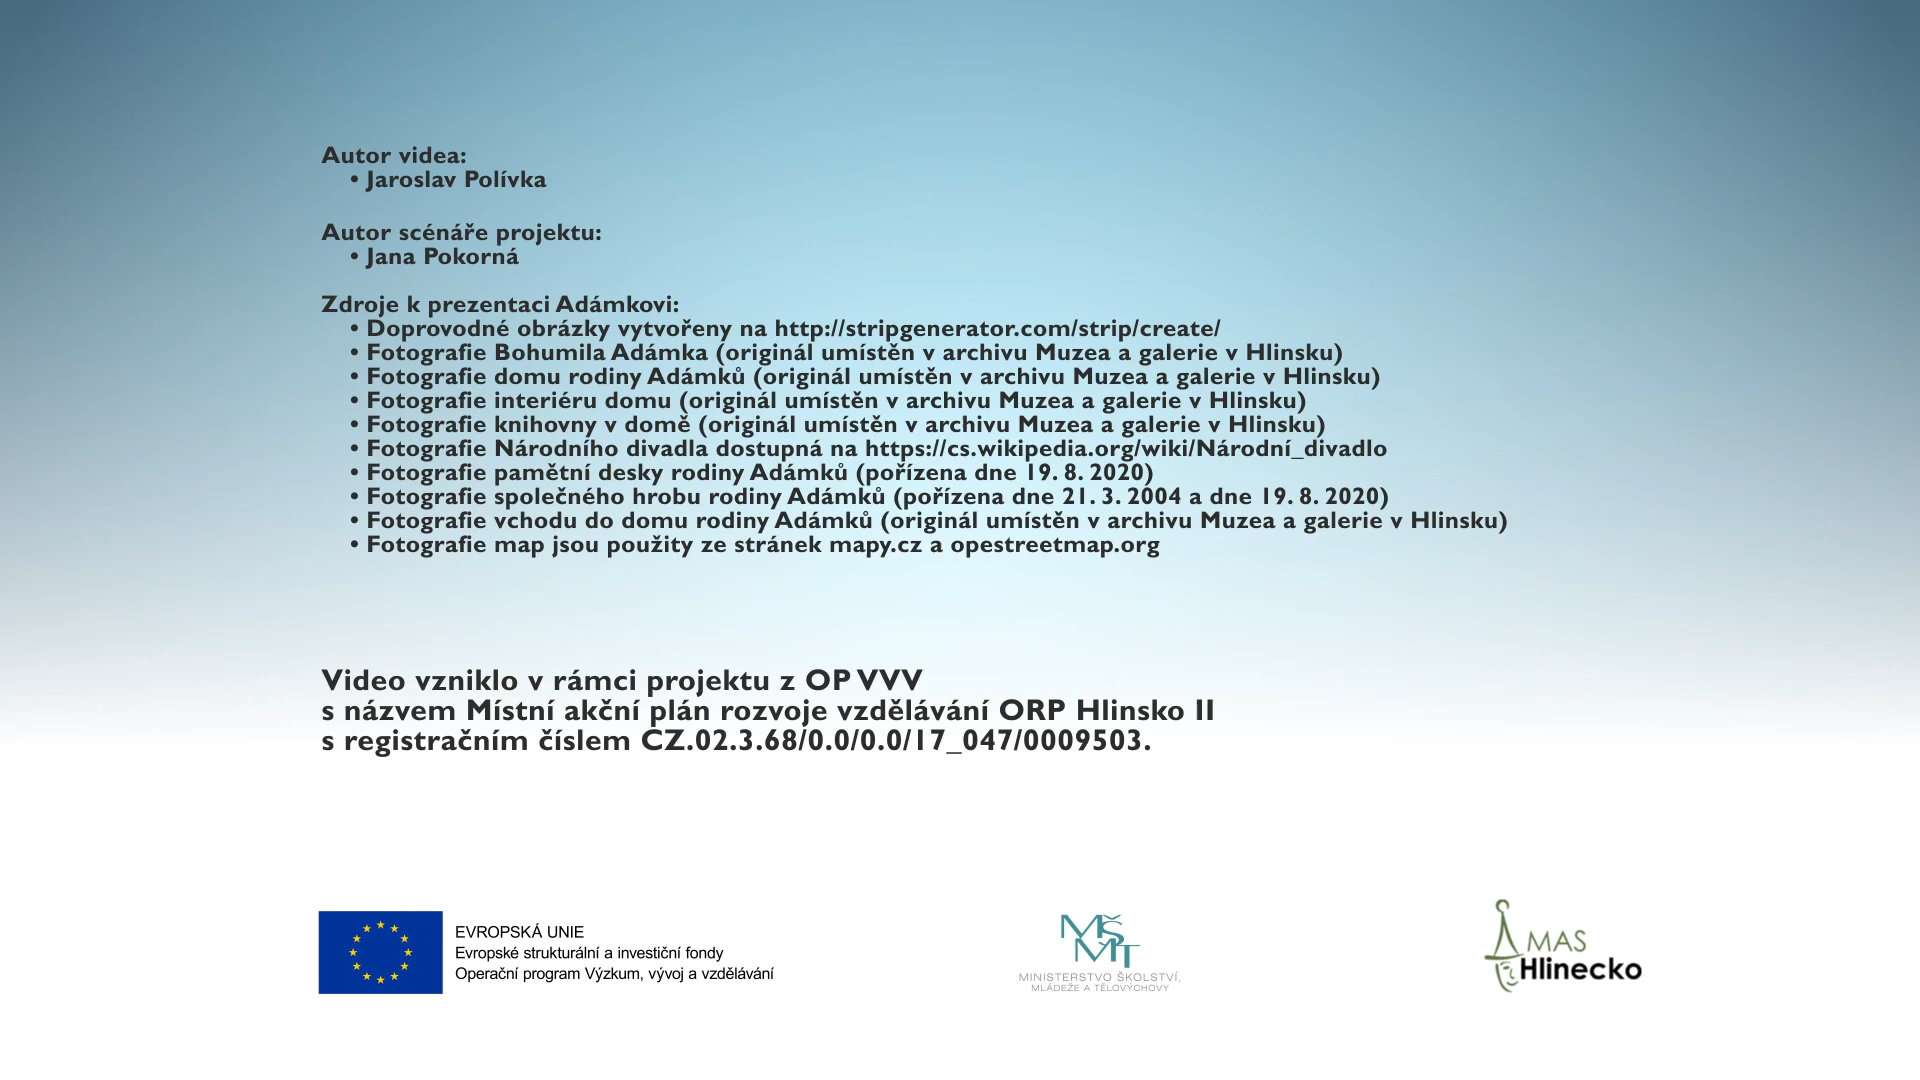 Autor videa:
• Jaroslav Polívka
Autor scénáře projektu:
• Jana Pokorná
Zdroje k prezentaci Adámkovi:
• Doprovodné obrázky vytvořeny na http://stripgenerator.com/strip/create/
• Fotografie Bohumila Adámka (originál umístěn v archivu Muzea a galerie v Hlinsku)
• Fotografie domu rodiny Adámků (originál umístěn v archivu Muzea a galerie v Hlinsku)
• Fotografie interiéru domu (originál umístěn v archivu Muzea a galerie v Hlinsku)
• Fotografie knihovny v domě (originál umístěn v archivu Muzea a galerie v Hlinsku)
• Fotografie Národního divadla dostupná na https://cs.wikipedia.org/wiki/Národní_divadlo
• Fotografie pamětní desky rodiny Adámků (pořízena dne 19. 8. 2020)
• Fotografie společného hrobu rodiny Adámků (pořízena dne 21. 3. 2004 a dne 19. 8. 2020)
• Fotografie vchodu do domu rodiny Adámků (originál umístěn v archivu Muzea a galerie v Hlinsku)
• Fotografie map jsou použity ze stránek mapy.cz a opestreetmap.org
Video vzniklo v rámci projektu z OP VVV
s názvem Místní akční plán rozvoje vzdělávání ORP Hlinsko II
s registračním číslem CZ.02.3.68/0.0/0.0/17_047/0009503.
EVROPSKÁ UNIE
Evropské strukturální a investiční fondy
Operační program Výzkum, vývoj a vzdělávání
MŠ
MT
MINISTERSTVO ŠKOLSTVÍ,
MLÁDEŽE A TĚLOVÝCHOVY
MAS
Hlinecko